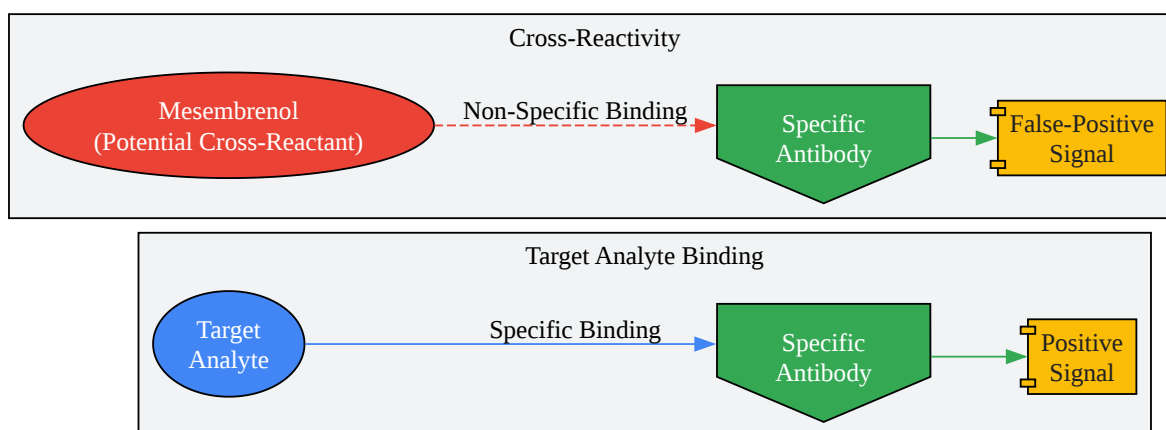 Cross-Reactivity
Mesembrenol
(Potential Cross-Reactant)
Non-Specific Binding
Specific
Antibody
False-Positive
Signal
Target Analyte Binding
Target
Analyte
Specific Binding
Specific
Antibody
Positive
Signal